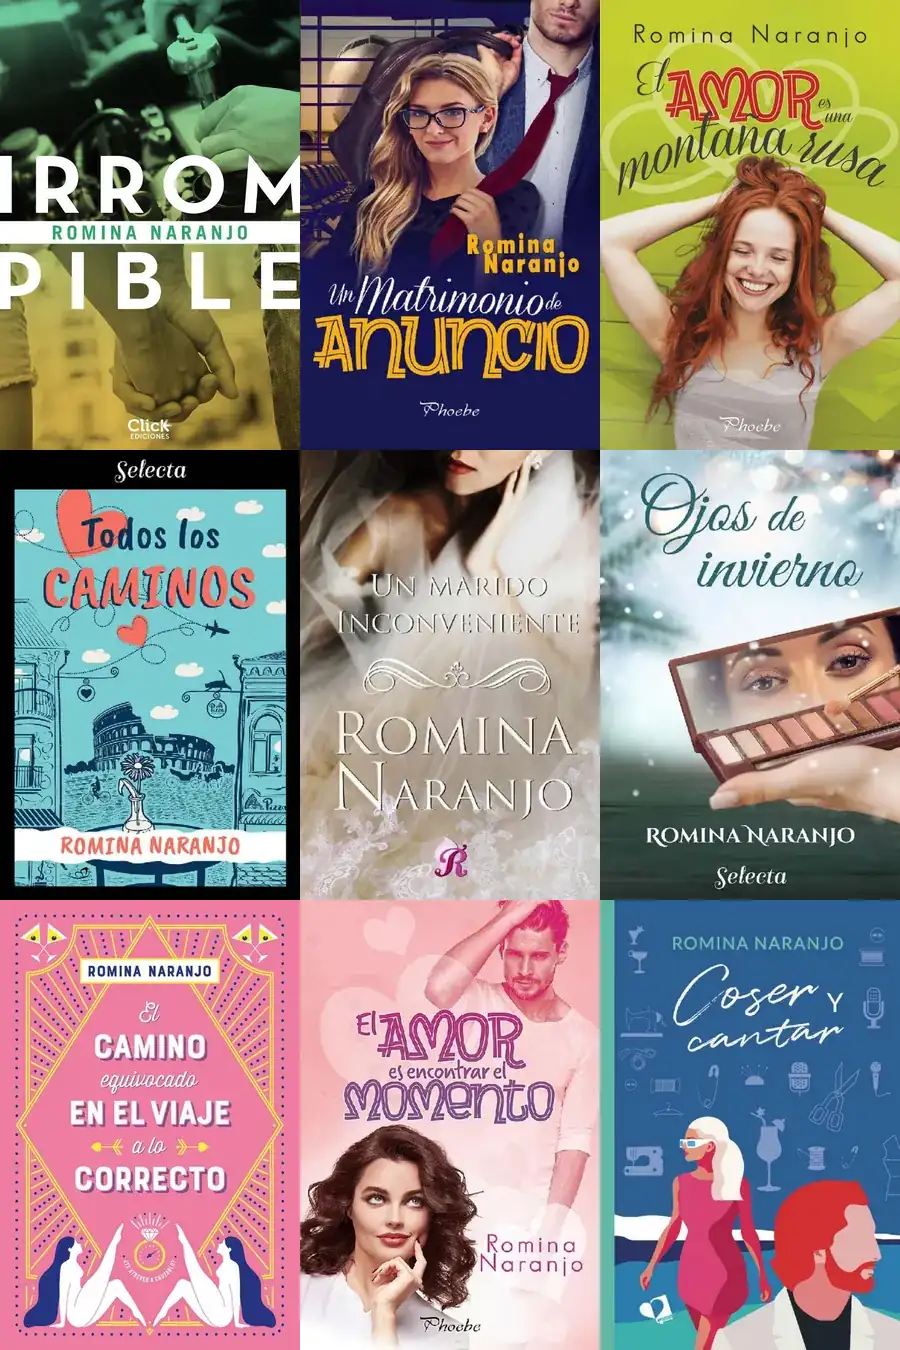 IRROM
ROMINA NARANJO
PIBLE
Click
EDICIONES
Romina
Naranjo
Un Matrimonio de
ANUNCIO
Phoebe
Romina Naranjo
El AMOR es una
montaña rusa
Phoebe
Selecta
Todos los
CAMINOS
ROMINA NARANJO
UN MARIDO
INCONVENIENTE
ROMINA
NARANJO
R
Ojos de
invierno
ROMINA NARANJO
Selecta
ROMINA NARANJO
El
CAMINO
equivocado
EN EL VIAJE
a lo
CORRECTO
El AMOR
es encontrar el
MOMENTO
Romina
Naranjo
Phoebe
ROMINA NARANJO
Coser y
cantar